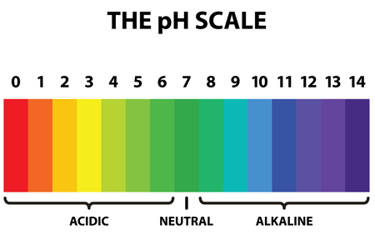 THE pH SCALE
0 1 2 3 4 5 6 7 8 9 10 11 12 13 14
ACIDIC NEUTRAL ALKALINE